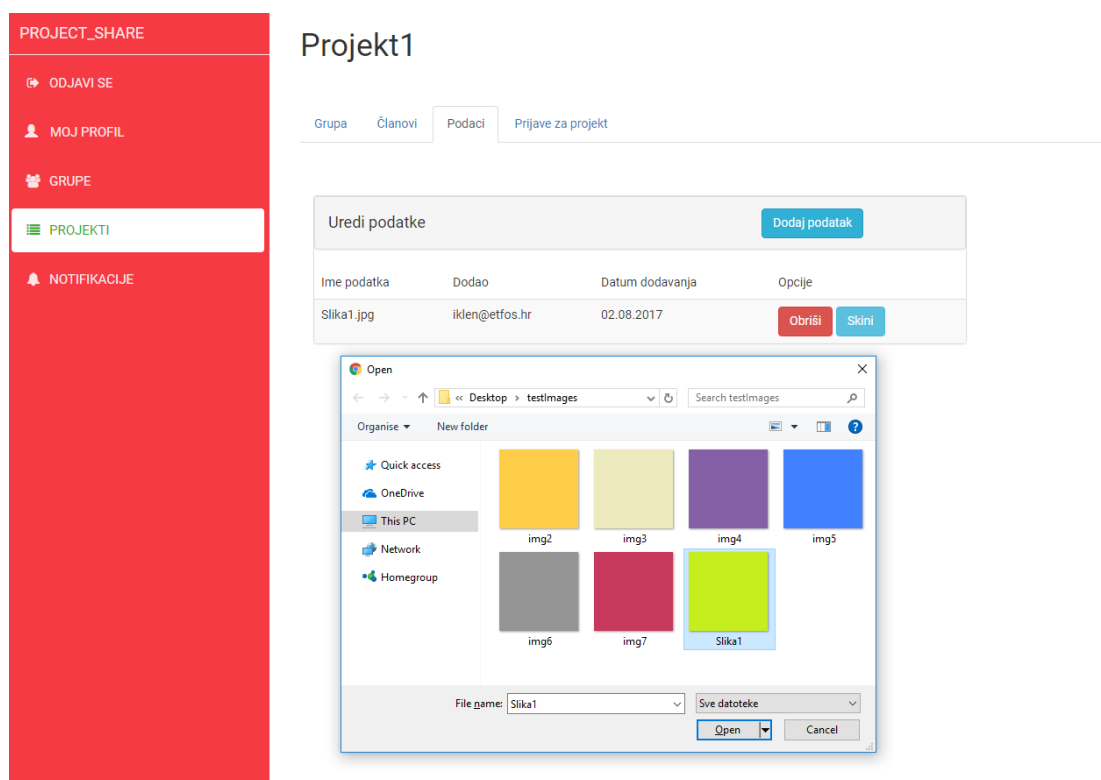 PROJECT_SHARE
ODJAVI SE
MOJ PROFIL
GRUPE
PROJEKTI
NOTIFIKACIJE
Projekt1
Grupa Članovi Podaci Prijave za projekt
Uredi podatke Dodaj podatak
Ime podatka Dodao Datum dodavanja Opcije
Slika1.jpg iklen@etfos.hr 02.08.2017 Obriši Skini
Open
« Desktop › testImages Search testImages
Organise New folder
Quick access
OneDrive
This PC
Network
Homegroup
img2 img3 img4 img5
img6 img7 Slika1
File name: Slika1 Sve datoteke
Open Cancel